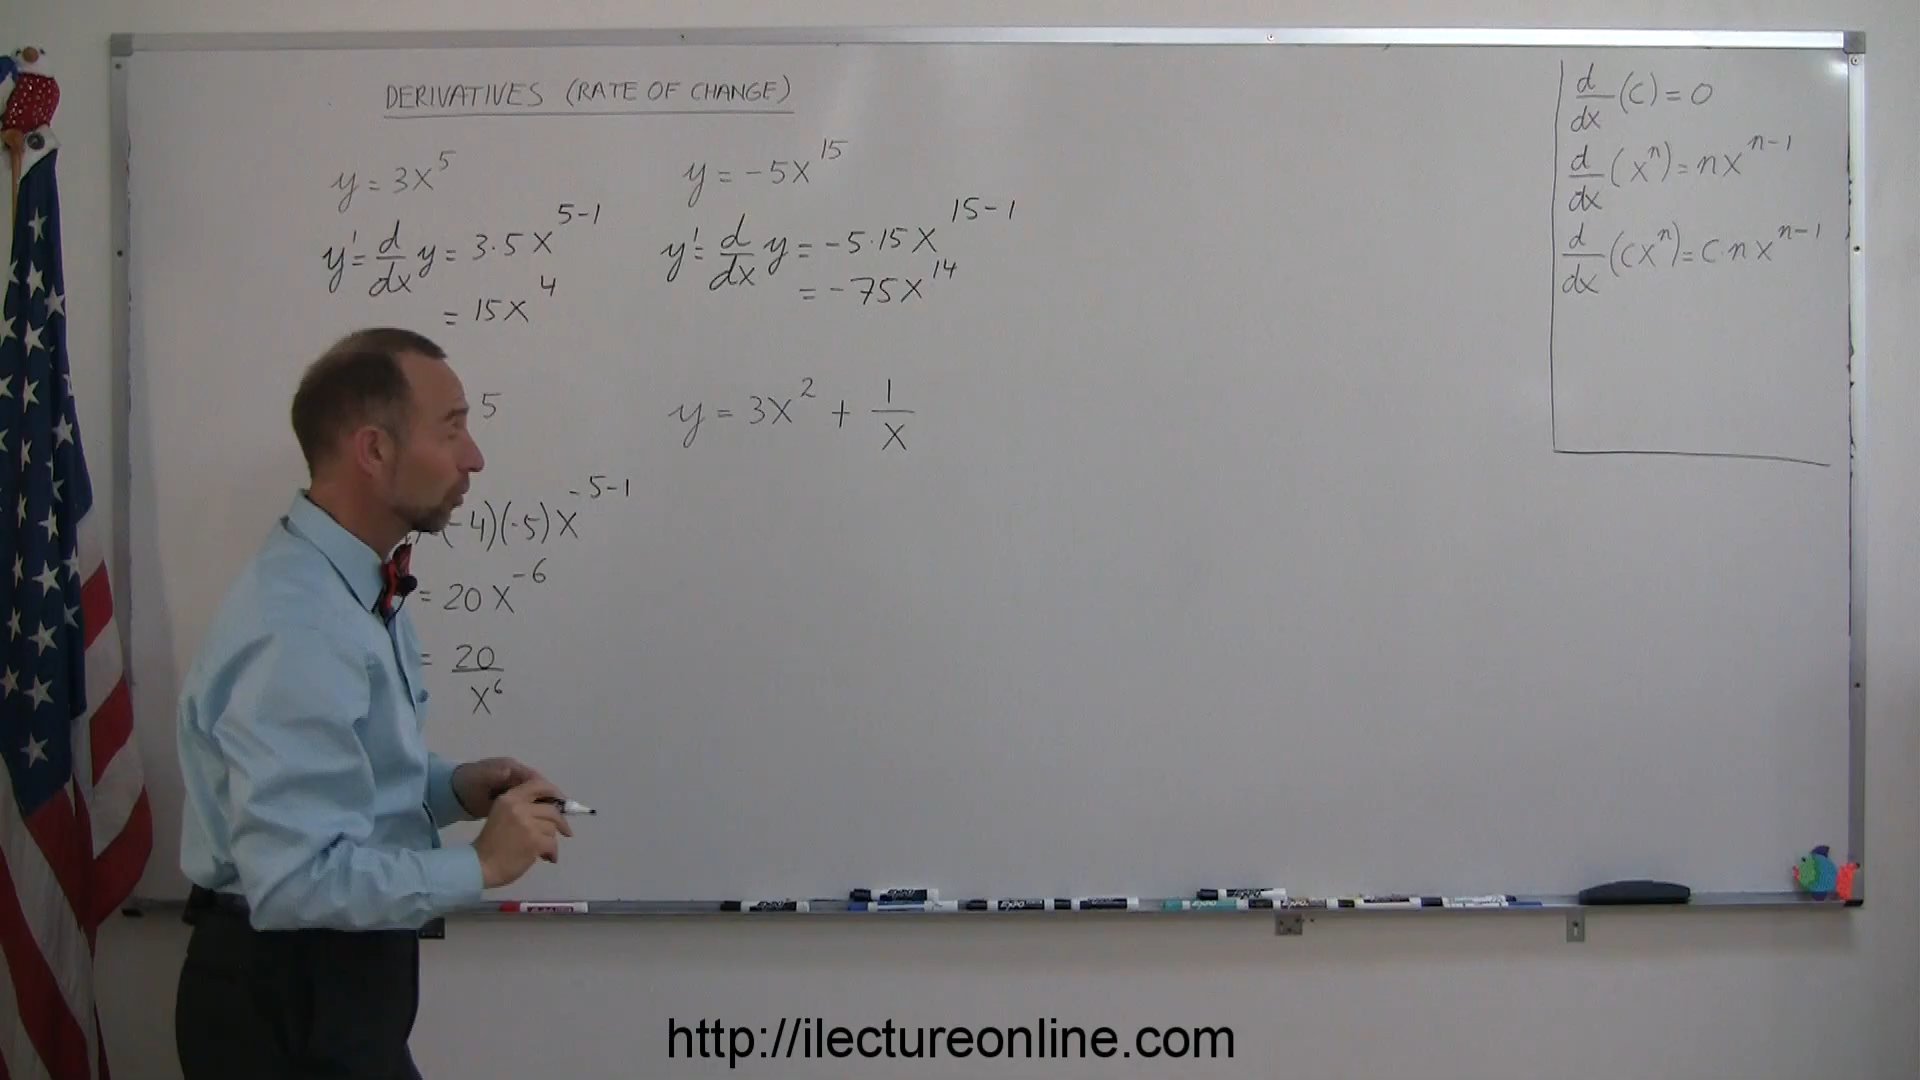 DERIVATIVES (RATE OF CHANGE)
y = 3x^5
y' = d/dx y = 3·5x^(5-1)
= 15x^4
y = -5x^15
y' = d/dx y = -5·15x^(15-1)
= -75x^14
5
(-4)(-5)x^(-5-1)
= 20x^-6
= 20/x^6
y = 3x^2 + 1/x
d/dx (c) = 0
d/dx (x^n) = nx^(n-1)
d/dx (cx^n) = c·nx^(n-1)
http://ilectureonline.com